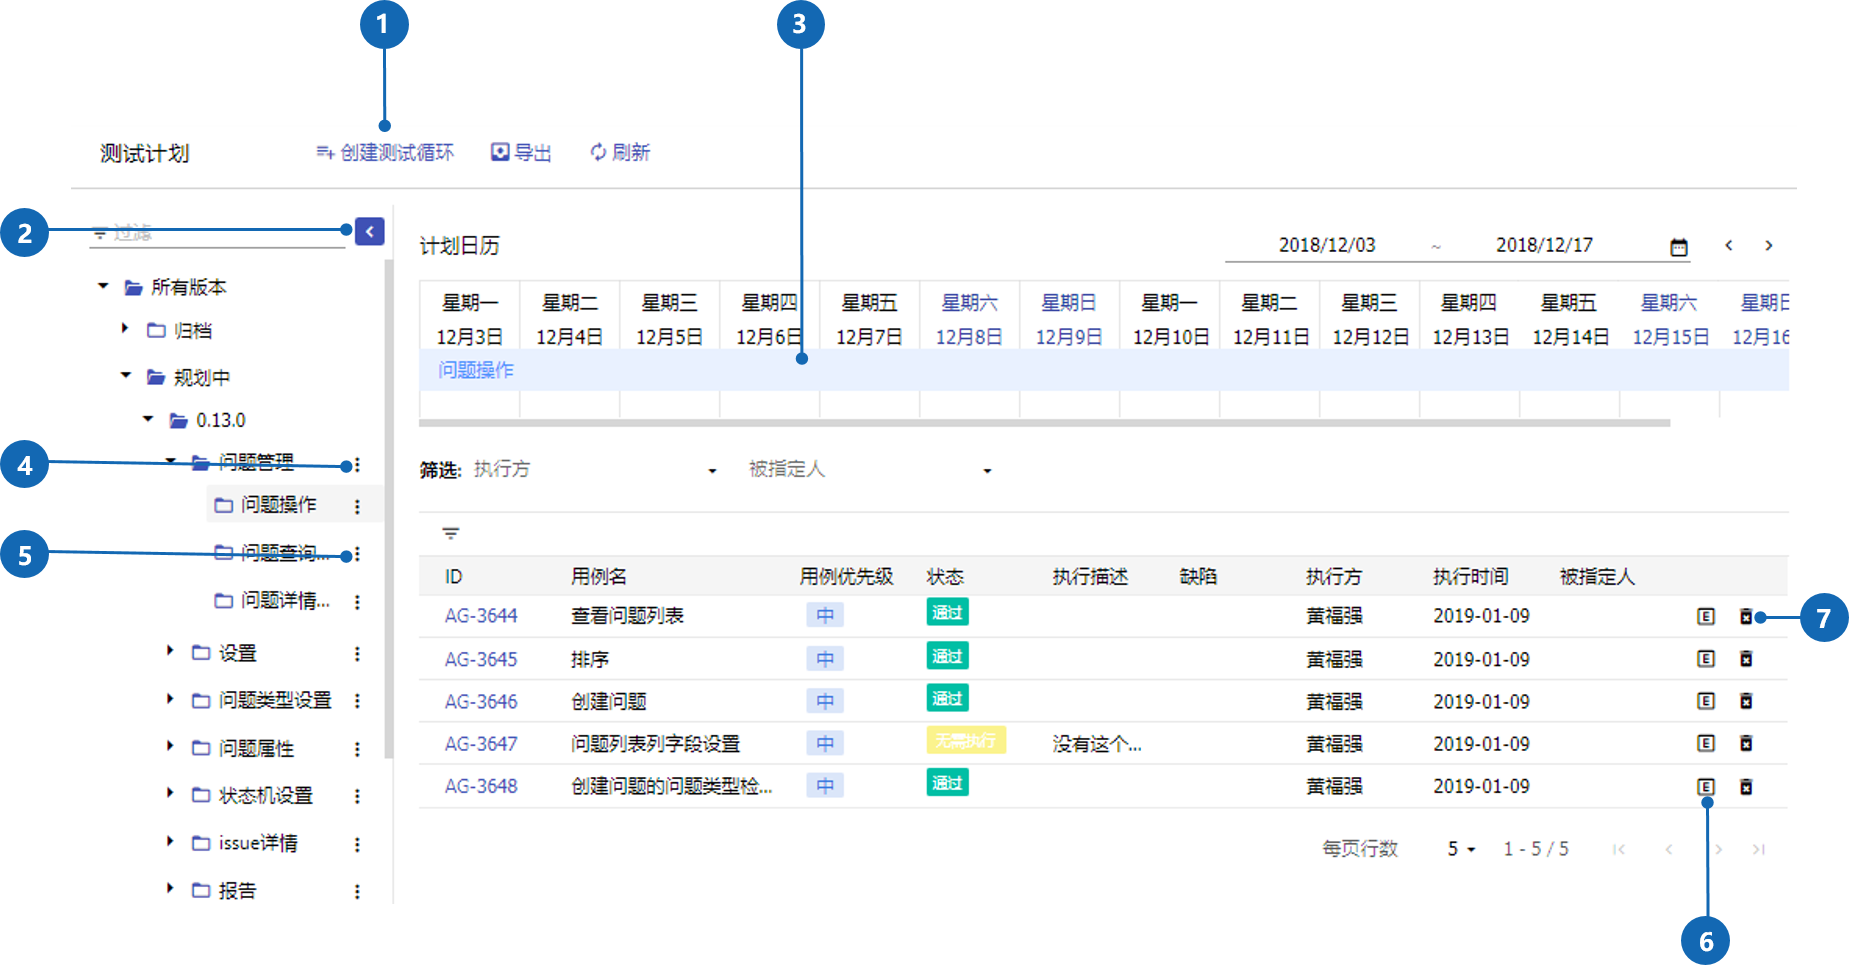 1
3
测试计划 创建测试循环 导出 刷新
2
过滤
计划日历 2018/12/03 ~ 2018/12/17
所有版本
归档
规划中
0.13.0
4
问题管理
问题操作
5
问题查询...
问题详情...
设置
问题类型设置
问题属性
状态机设置
issue详情
报告
星期一 星期二 星期三 星期四 星期五 星期六 星期日 星期一 星期二 星期三 星期四 星期五 星期六 星期日
12月3日 12月4日 12月5日 12月6日 12月7日 12月8日 12月9日 12月10日 12月11日 12月12日 12月13日 12月14日 12月15日 12月16
问题操作
筛选: 执行方 被指定人
ID 用例名 用例优先级 状态 执行描述 缺陷 执行方 执行时间 被指定人
AG-3644 查看问题列表 中 通过 黄福强 2019-01-09 E
7
AG-3645 排序 中 通过 黄福强 2019-01-09 E
AG-3646 创建问题 中 通过 黄福强 2019-01-09 E
AG-3647 问题列表列字段设置 中 无需执行 没有这个... 黄福强 2019-01-09 E
AG-3648 创建问题的问题类型检... 中 通过 黄福强 2019-01-09 E
每页行数 5 1 - 5 / 5
6